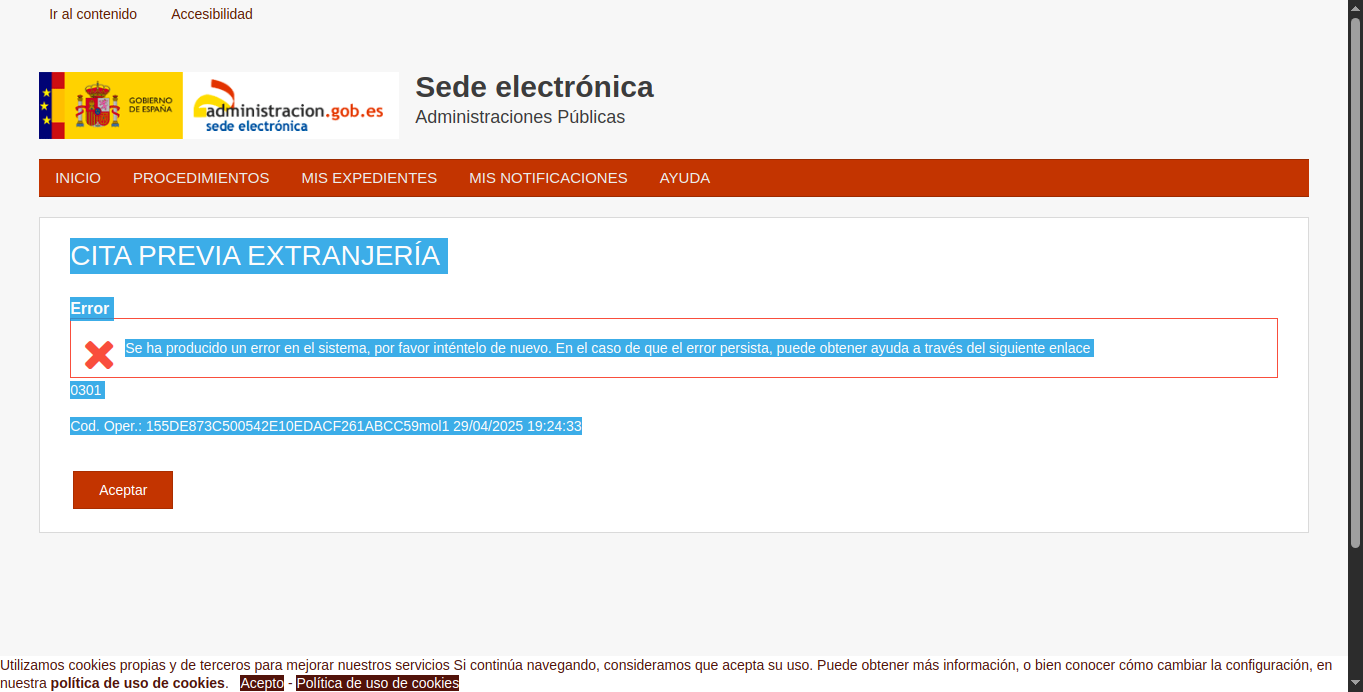 Ir al contenido Accesibilidad
GOBIERNO
DE ESPAÑA
administracion.gob.es
sede electrónica
Sede electrónica
Administraciones Públicas
INICIO PROCEDIMIENTOS MIS EXPEDIENTES MIS NOTIFICACIONES AYUDA
CITA PREVIA EXTRANJERÍA
Error
Se ha producido un error en el sistema, por favor inténtelo de nuevo. En el caso de que el error persista, puede obtener ayuda a través del siguiente enlace
0301
Cod. Oper.: 155DE873C500542E10EDACF261ABCC59mol1 29/04/2025 19:24:33
Aceptar
Utilizamos cookies propias y de terceros para mejorar nuestros servicios Si continúa navegando, consideramos que acepta su uso. Puede obtener más información, o bien conocer cómo cambiar la configuración, en
nuestra política de uso de cookies. Acepto - Política de uso de cookies